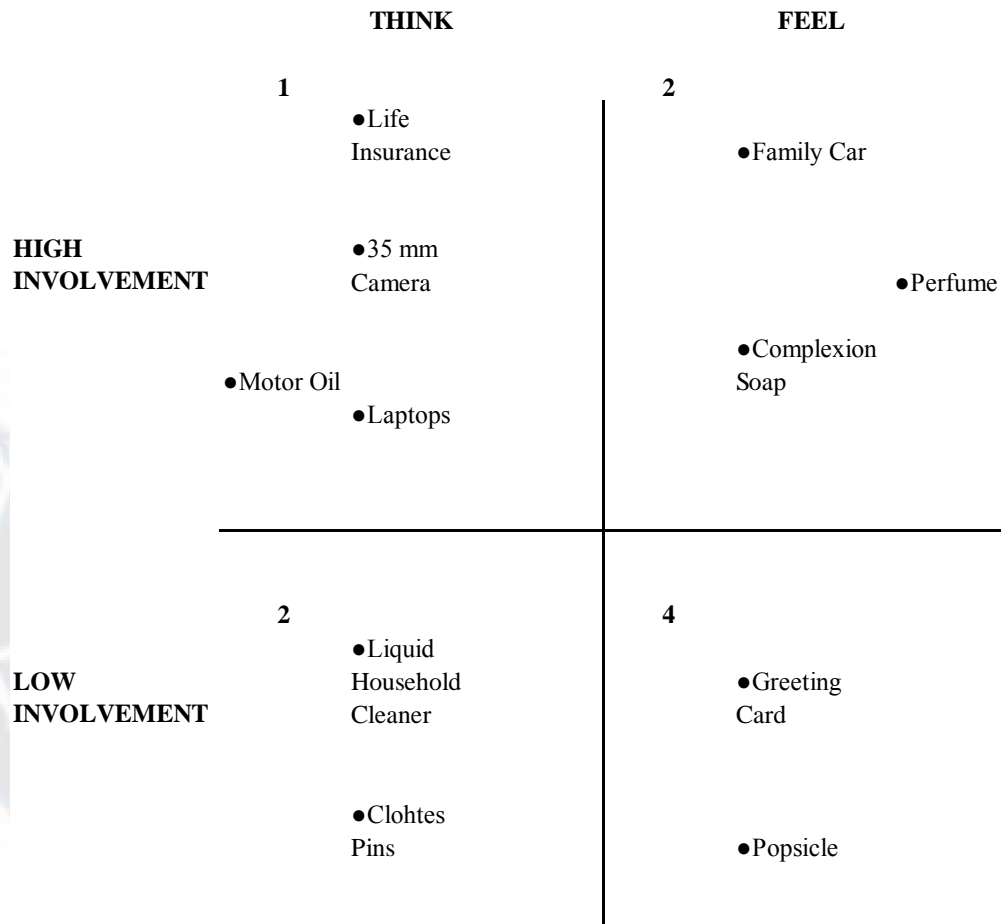 THINK
FEEL
1
2
●Life
Insurance
●Family Car
HIGH
INVOLVEMENT
●35 mm
Camera
●Perfume
●Complexion
Soap
●Motor Oil
●Laptops
2
4
●Liquid
Household
Cleaner
LOW
INVOLVEMENT
●Greeting
Card
●Clohtes
Pins
●Popsicle